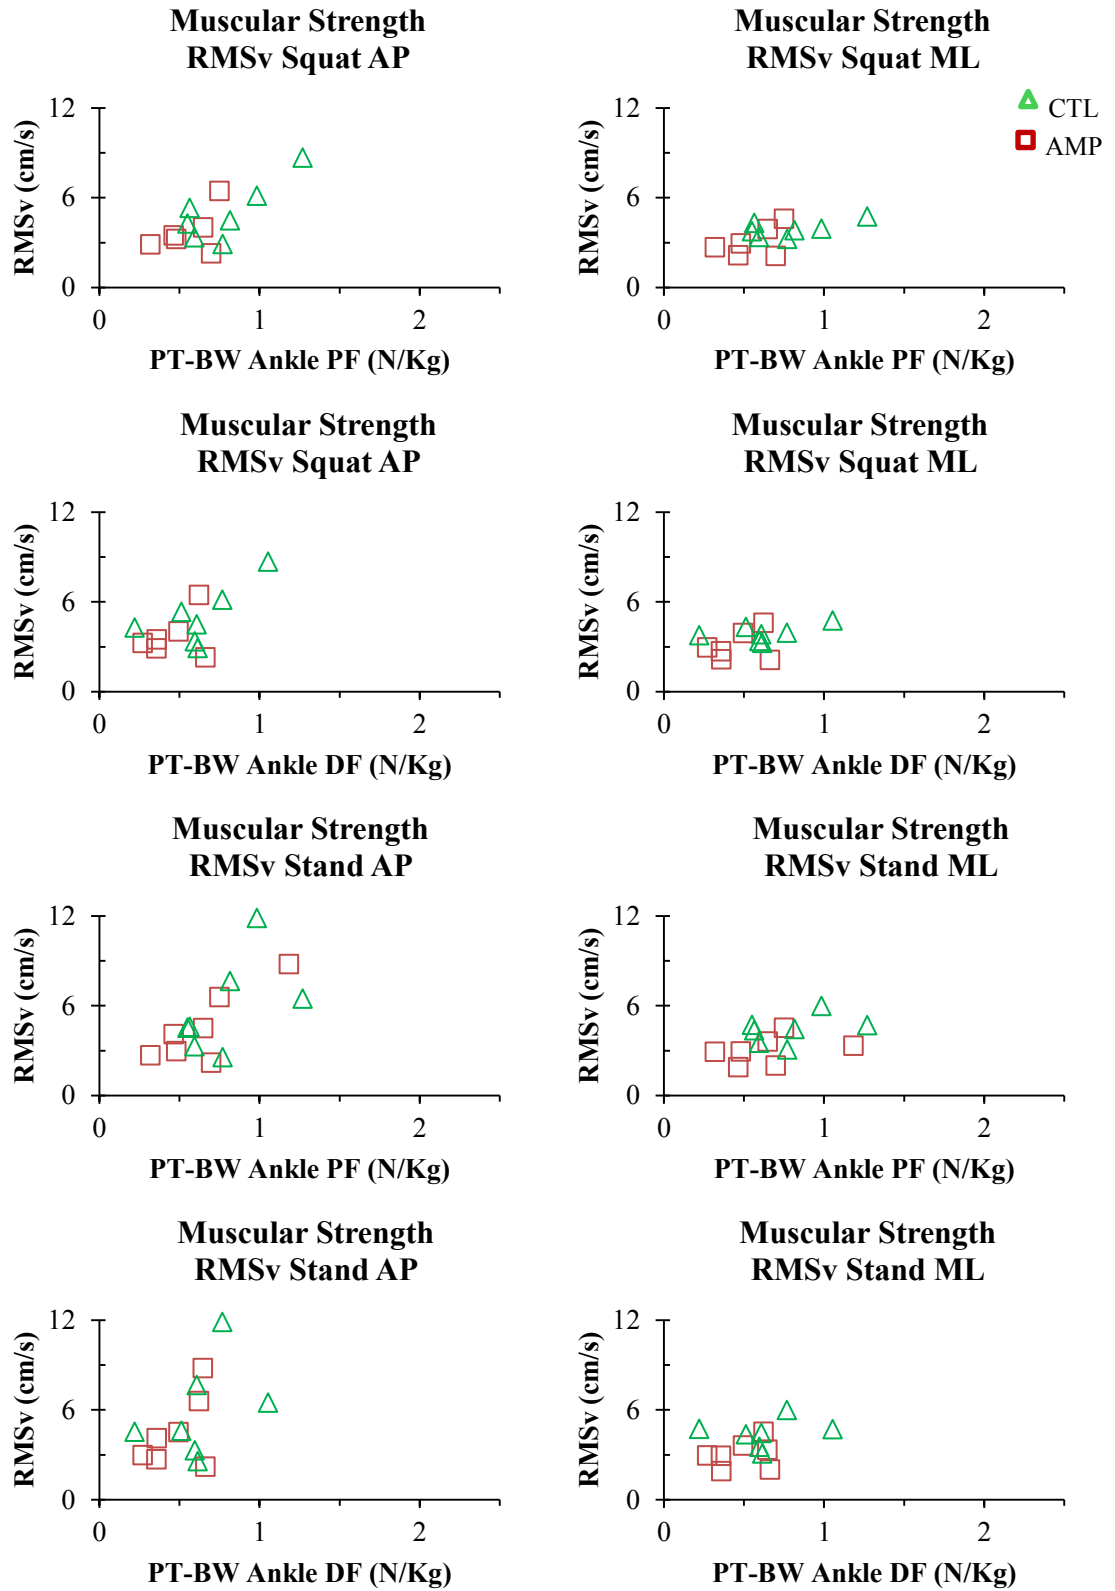 Muscular Strength
RMSv Squat AP
12
6
0
0
1
2
RMSv (cm/s)
PT-BW Ankle PF (N/Kg)
Muscular Strength
RMSv Squat ML
CTL
AMP
12
6
0
0
1
2
RMSv (cm/s)
PT-BW Ankle PF (N/Kg)
Muscular Strength
RMSv Squat AP
12
6
0
0
1
2
RMSv (cm/s)
PT-BW Ankle DF (N/Kg)
Muscular Strength
RMSv Squat ML
12
6
0
0
1
2
RMSv (cm/s)
PT-BW Ankle DF (N/Kg)
Muscular Strength
RMSv Stand AP
12
6
0
0
1
2
RMSv (cm/s)
PT-BW Ankle PF (N/Kg)
Muscular Strength
RMSv Stand ML
12
6
0
0
1
2
RMSv (cm/s)
PT-BW Ankle PF (N/Kg)
Muscular Strength
RMSv Stand AP
12
6
0
0
1
2
RMSv (cm/s)
PT-BW Ankle DF (N/Kg)
Muscular Strength
RMSv Stand ML
12
6
0
0
1
2
RMSv (cm/s)
PT-BW Ankle DF (N/Kg)